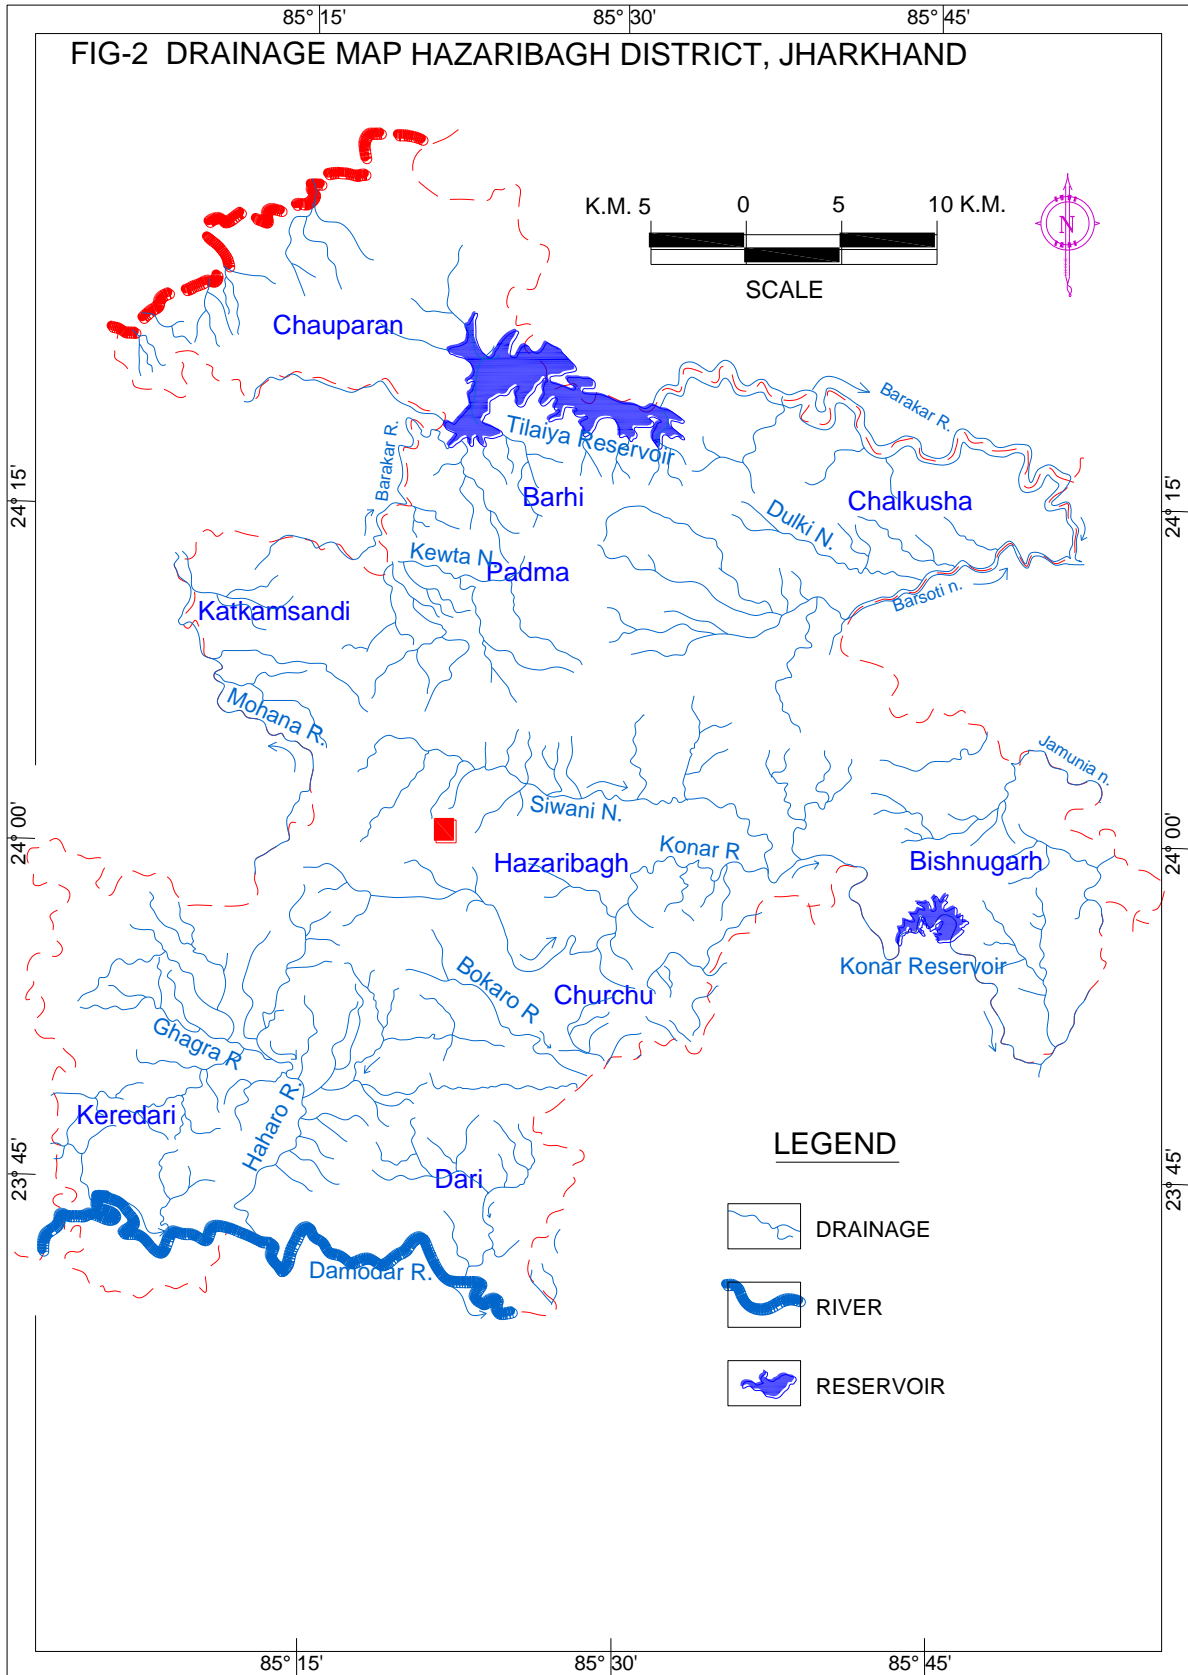 85° 15'
85° 30'
85° 45'
FIG-2 DRAINAGE MAP HAZARIBAGH DISTRICT, JHARKHAND
K.M. 5 0 5 10 K.M.
SCALE
N
Chauparan
Barakar R.
Tilaiya Reservoir
Barakar R.
24° 15'
24° 15'
Barhi
Chalkusha
Dulki N.
Kewta N.
Padma
Katkamsandi
Barsoti n.
Mohana R.
Jamunia n.
Siwani N.
24° 00'
24° 00'
Konar R
Hazaribagh
Bishnugarh
Konar Reservoir
Bokaro R
Churchu
Ghagra R
Keredari
Haharo R.
23° 45'
23° 45'
Dari
LEGEND
DRAINAGE
Damodar R.
RIVER
RESERVOIR
85° 15'
85° 30'
85° 45'